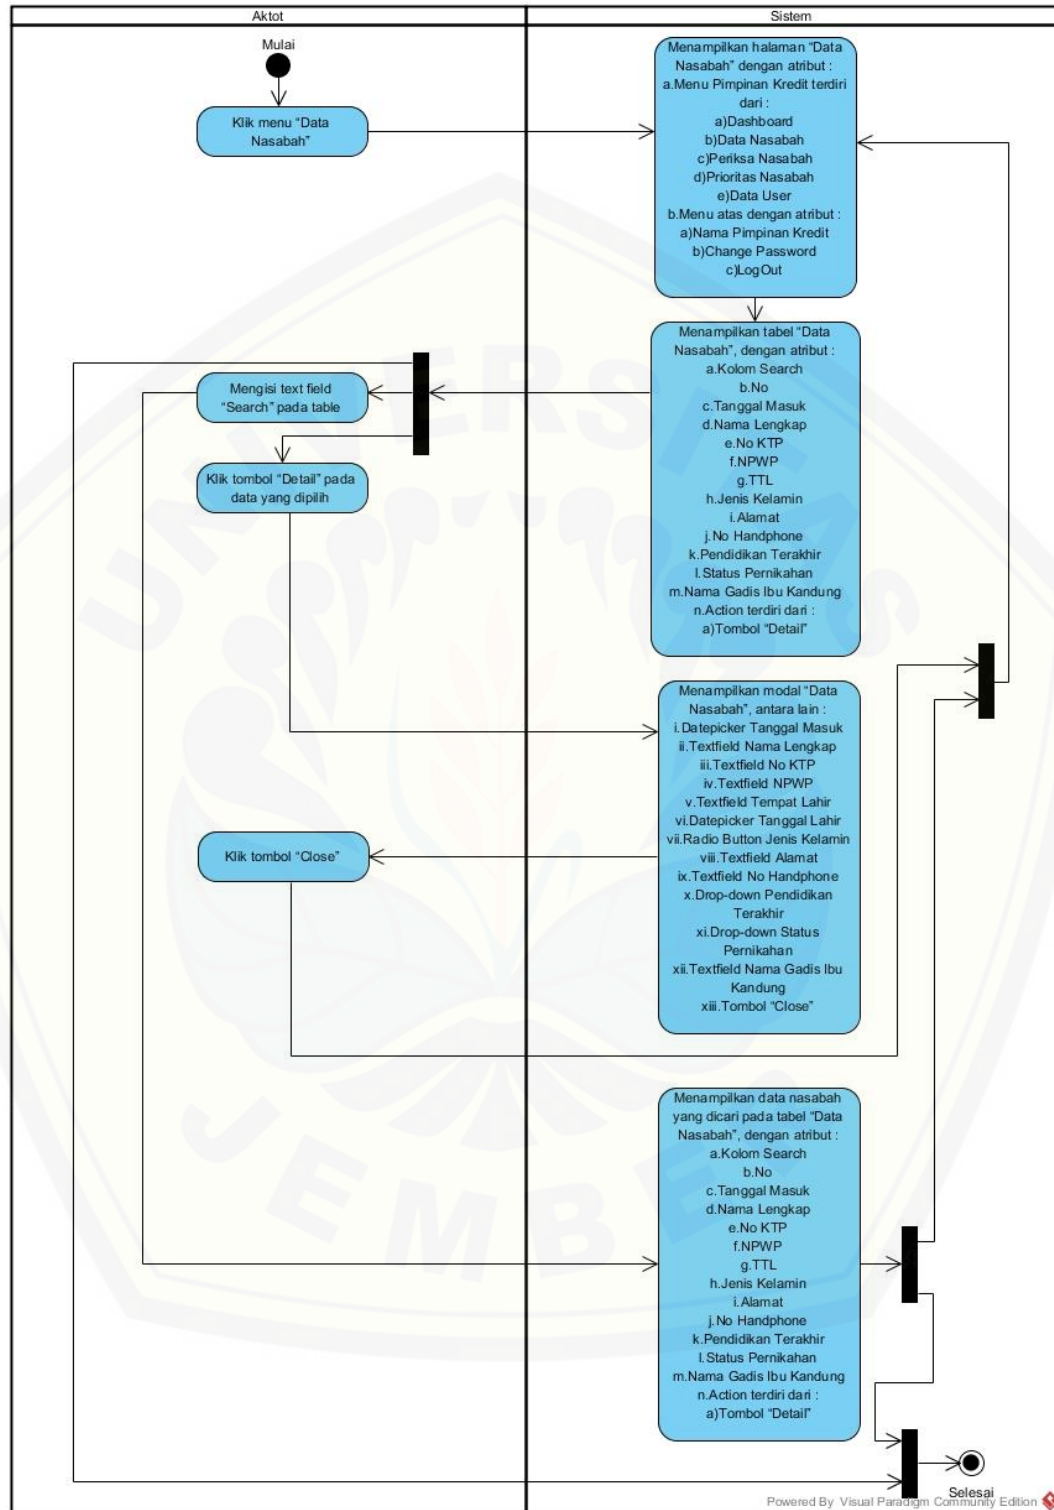 Aktot
Sistem
Mulai
Klik menu “Data
Nasabah”
Menampilkan halaman “Data
Nasabah” dengan atribut :
a.Menu Pimpinan Kredit terdiri
dari :
a)Dashboard
b)Data Nasabah
c)Periksa Nasabah
d)Prioritas Nasabah
e)Data User
b.Menu atas dengan atribut :
a)Nama Pimpinan Kredit
b)Change Password
c)LogOut
Menampilkan tabel “Data
Nasabah”, dengan atribut :
a.Kolom Search
b.No
c.Tanggal Masuk
d.Nama Lengkap
e.No KTP
f.NPWP
g.TTL
h.Jenis Kelamin
i.Alamat
j.No Handphone
k.Pendidikan Terakhir
l.Status Pernikahan
m.Nama Gadis Ibu Kandung
n.Action terdiri dari :
a)Tombol “Detail”
Mengisi text field
“Search” pada table
Klik tombol “Detail” pada
data yang dipilih
Menampilkan modal “Data
Nasabah”, antara lain :
i.Datepicker Tanggal Masuk
ii.Textfield Nama Lengkap
iii.Textfield No KTP
iv.Textfield NPWP
v.Textfield Tempat Lahir
vi.Datepicker Tanggal Lahir
vii.Radio Button Jenis Kelamin
viii.Textfield Alamat
ix.Textfield No Handphone
x.Drop-down Pendidikan
Terakhir
xi.Drop-down Status
Pernikahan
xii.Textfield Nama Gadis Ibu
Kandung
xiii.Tombol “Close”
Klik tombol “Close”
Menampilkan data nasabah
yang dicari pada tabel “Data
Nasabah”, dengan atribut :
a.Kolom Search
b.No
c.Tanggal Masuk
d.Nama Lengkap
e.No KTP
f.NPWP
g.TTL
h.Jenis Kelamin
i.Alamat
j.No Handphone
k.Pendidikan Terakhir
l.Status Pernikahan
m.Nama Gadis Ibu Kandung
n.Action terdiri dari :
a)Tombol “Detail”
Selesai
Powered By Visual Paradigm Community Edition
UNIVERSITAS
JEMBER